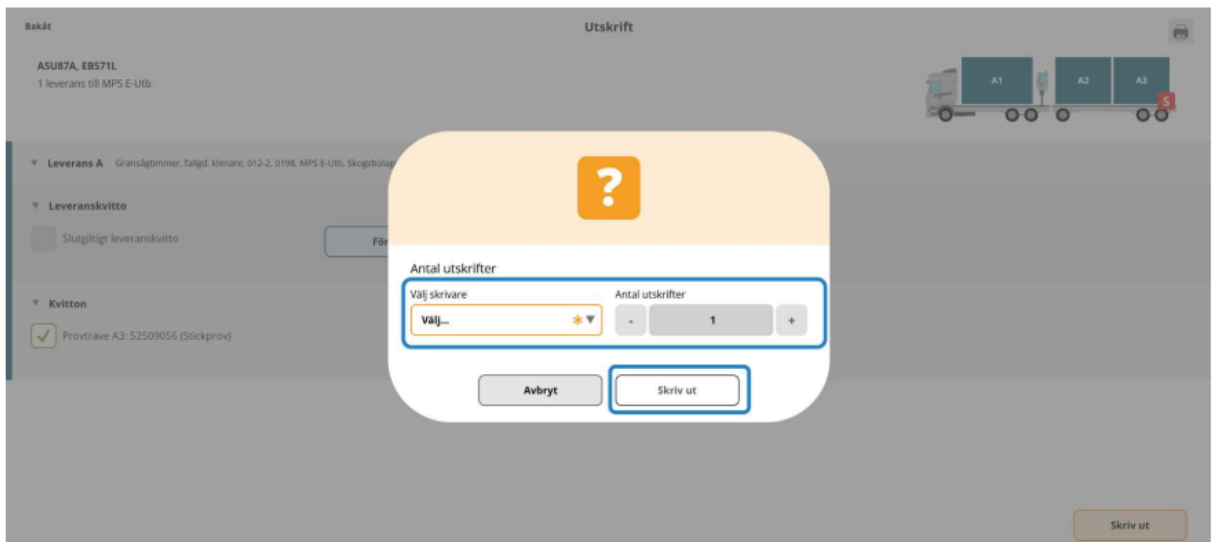 Bakåt
Utskrift
ASU87A, EBS71L
1 leverans till MPS E-Utb
A1
A2
A3
S
Leverans A Gransågtimmer, fallgd. klenare, 012-2, 0198, MPS E-Utb, Skogsbolag
?
Leveranskvitto
Slutgiltigt leveranskvitto
För
Antal utskrifter
Välj skrivare
Antal utskrifter
Välj...
*
-
1
+
Kvitton
Provtrave A3: 52509056 (Stickprov)
Avbryt
Skriv ut
Skriv ut